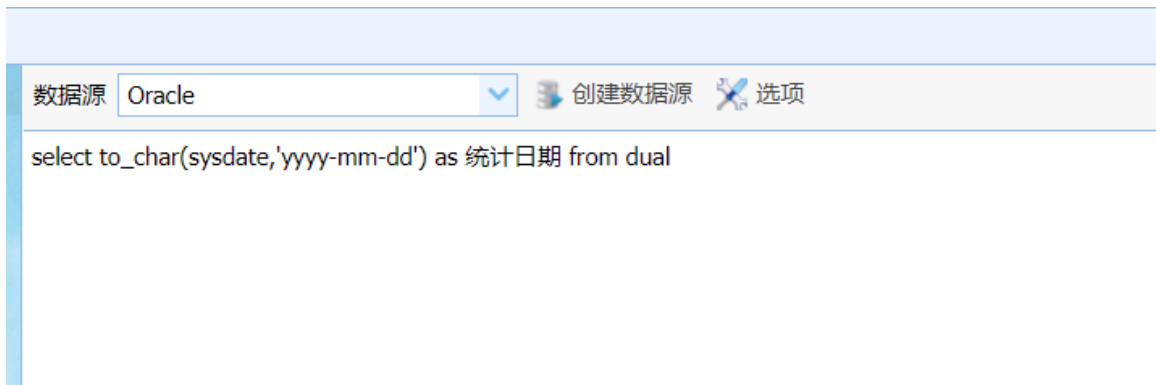 数据源 Oracle 创建数据源 选项
select to_char(sysdate,'yyyy-mm-dd') as 统计日期 from dual